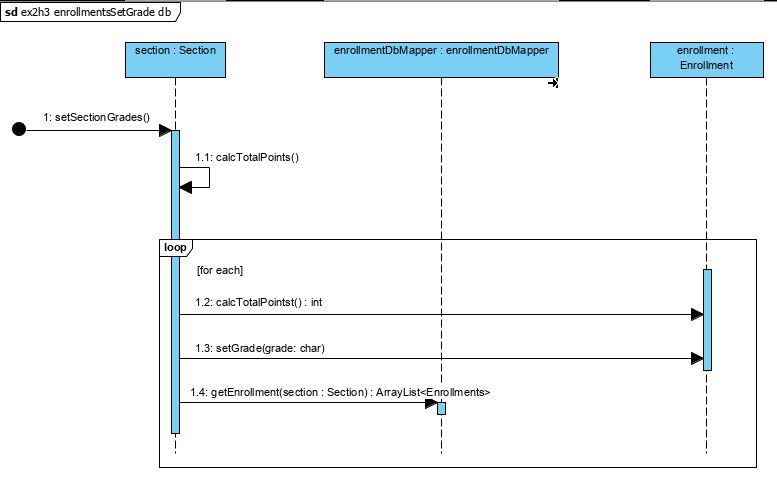 sd ex2h3 enrollmentsSetGrade db
section : Section
enrollmentDbMapper : enrollmentDbMapper
enrollment :
Enrollment
1: setSectionGrades()
1.1: calcTotalPoints()
loop
[for each]
1.2: calcTotalPointst() : int
1.3: setGrade(grade: char)
1.4: getEnrollment(section : Section) : ArrayList<Enrollments>